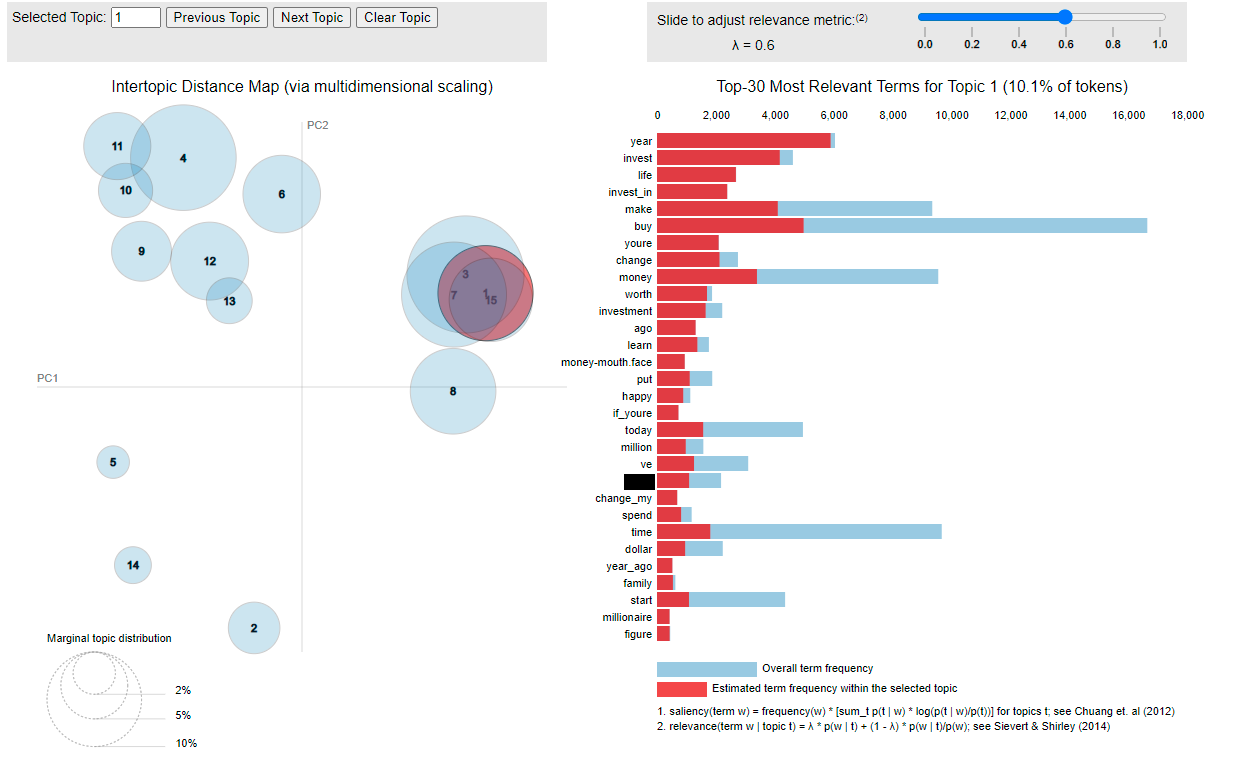 Selected Topic: 1 Previous Topic Next Topic Clear Topic
Slide to adjust relevance metric:(2)
λ = 0.6
0.0 0.2 0.4 0.6 0.8 1.0
Intertopic Distance Map (via multidimensional scaling)
PC2
PC1
11
4
10
6
9
12
13
3
7
1
15
8
5
14
2
Marginal topic distribution
2%
5%
10%
Top-30 Most Relevant Terms for Topic 1 (10.1% of tokens)
0 2,000 4,000 6,000 8,000 10,000 12,000 14,000 16,000 18,000
year
invest
life
invest_in
make
buy
youre
change
money
worth
investment
ago
learn
money-mouth.face
put
happy
if_youre
today
million
ve
change_my
spend
time
dollar
year_ago
family
start
millionaire
figure
Overall term frequency
Estimated term frequency within the selected topic
1. saliency(term w) = frequency(w) * [sum_t p(t | w) * log(p(t | w)/p(t))] for topics t; see Chuang et. al (2012)
2. relevance(term w | topic t) = λ * p(w | t) + (1 - λ) * p(w | t)/p(w); see Sievert & Shirley (2014)